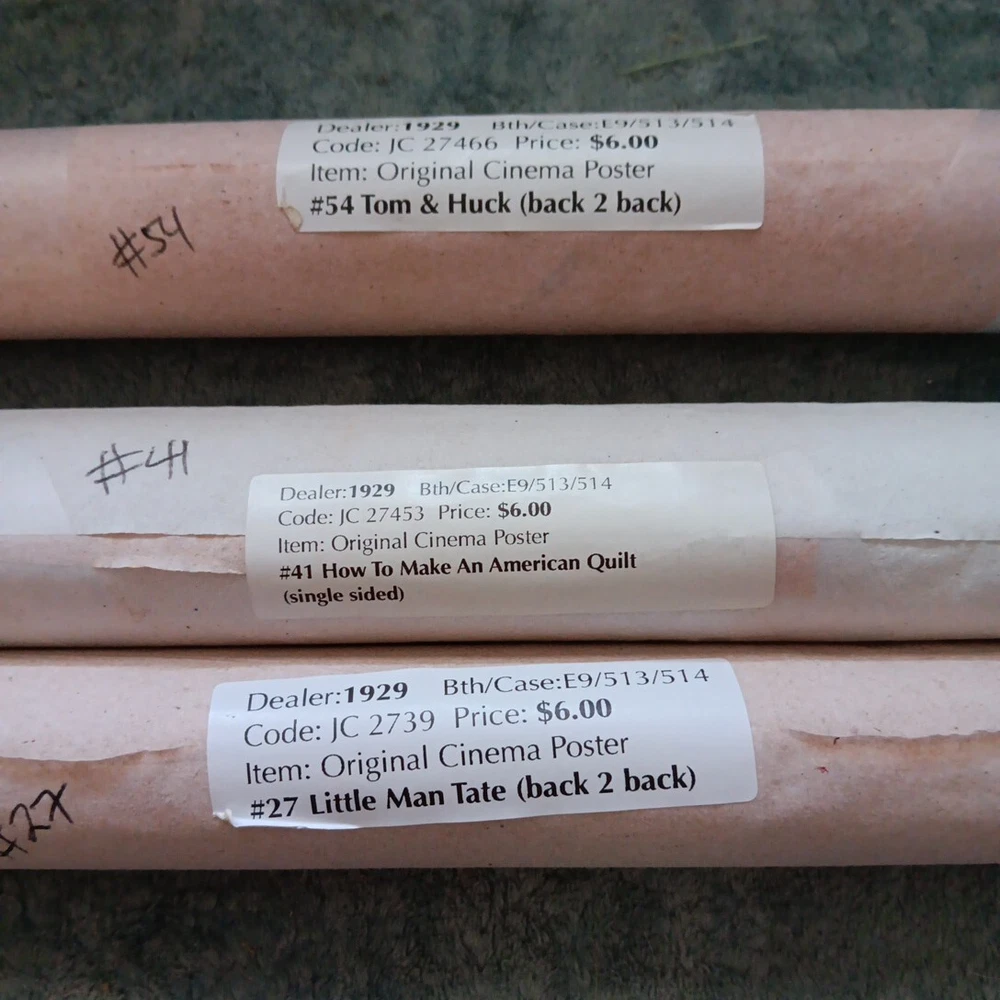 Dealer:1929 Bth/Case:E9/513/514
Code: JC 27466 Price: $6.00
Item: Original Cinema Poster
#54 Tom & Huck (back 2 back)
#54
#41
Dealer:1929 Bth/Case:E9/513/514
Code: JC 27453 Price: $6.00
Item: Original Cinema Poster
#41 How To Make An American Quilt
(single sided)
Dealer:1929 Bth/Case:E9/513/514
Code: JC 2739 Price: $6.00
Item: Original Cinema Poster
#27 Little Man Tate (back 2 back)
#27